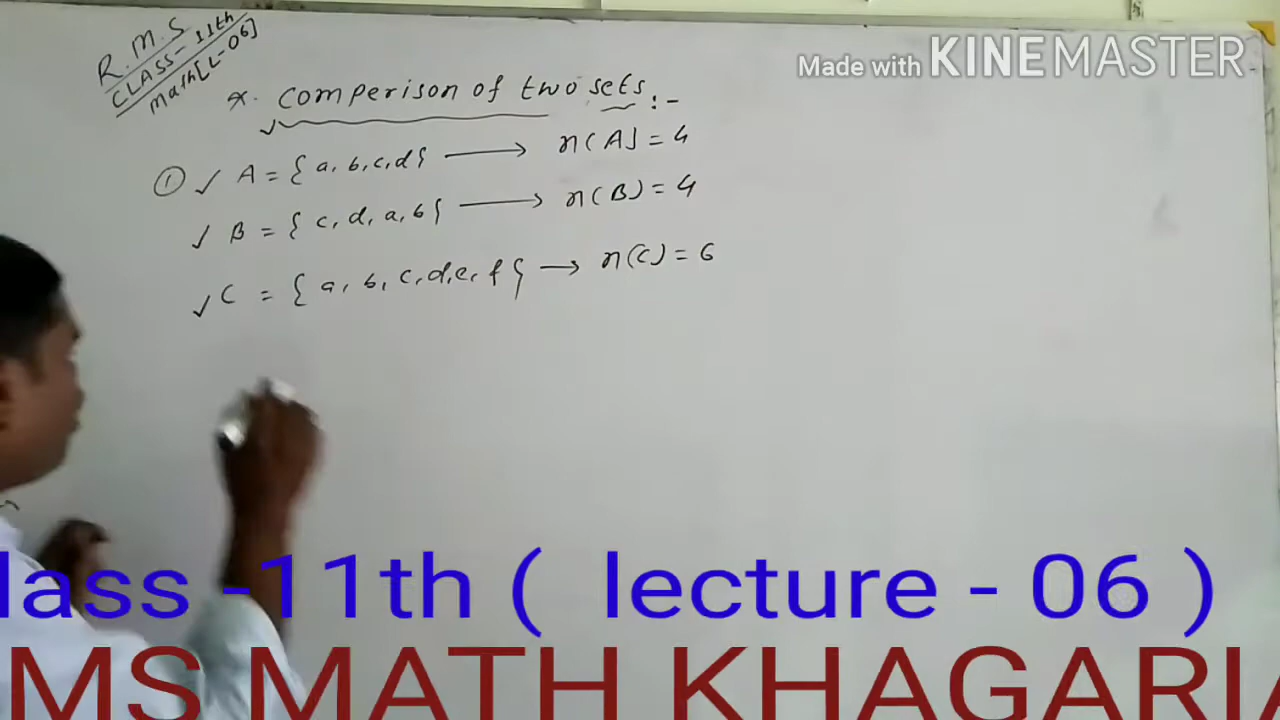 R.M.S
CLASS-11th
Math[L-06]
Made with KINEMASTER
*. Comperison of two sets :-
① ✓ A = { a, b, c, d } ⟶ n(A) = 4
✓ B = { c, d, a, b } ⟶ n(B) = 4
✓ C = { a, b, c, d, e, f } ⟶ n(C) = 6
lass -11th ( lecture - 06 )
MS MATH KHAGARIA